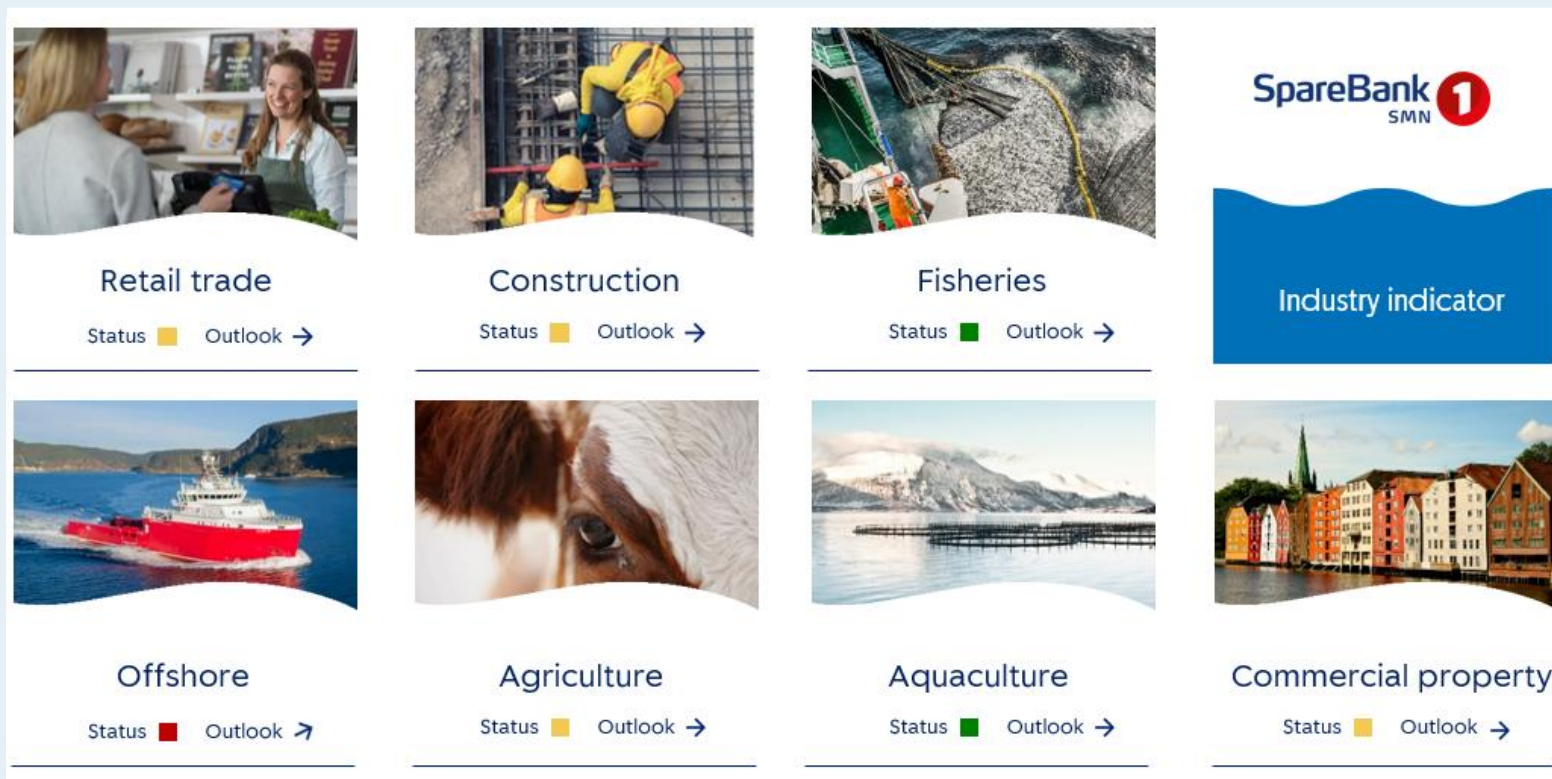 SpareBank 1
SMN
Retail trade
Status Outlook →
Construction
Status Outlook →
Fisheries
Status Outlook →
Industry indicator
Offshore
Status Outlook ↗
Agriculture
Status Outlook →
Aquaculture
Status Outlook →
Commercial property
Status Outlook →